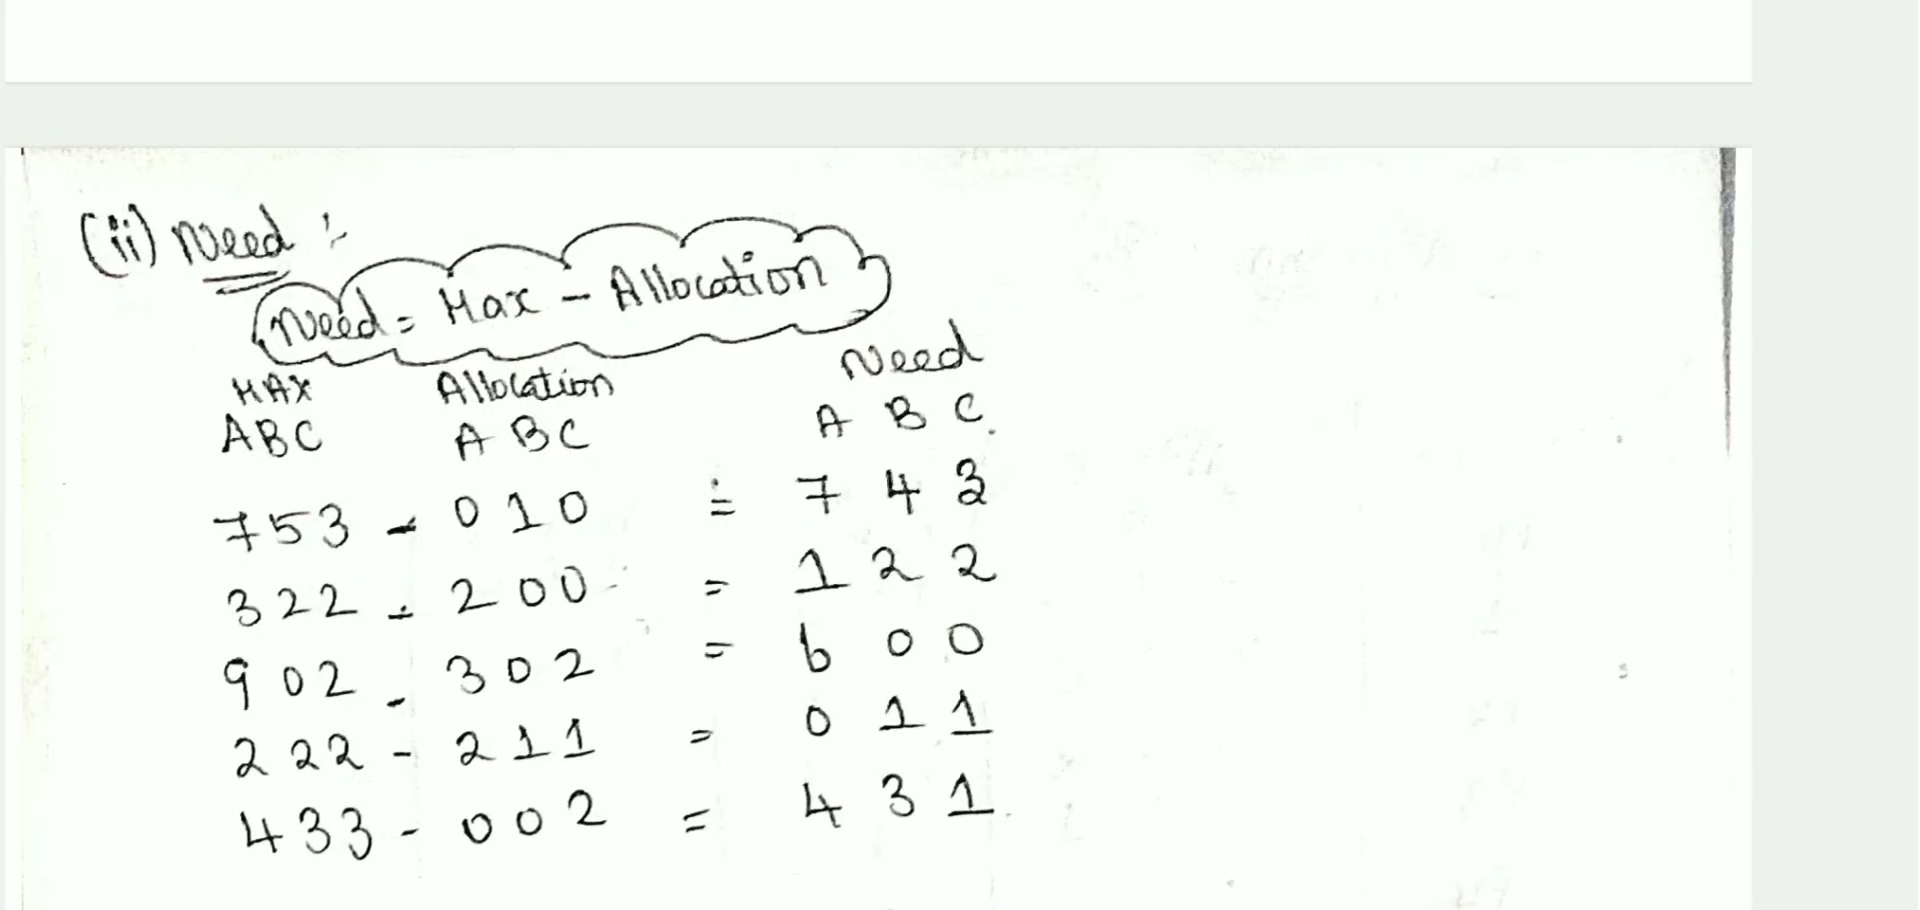 (ii) Need :-
Need = Max - Allocation
MAX Allocation Need
ABC A BC A B C
753 - 010 = 7 4 3
322 - 200 = 1 2 2
902 - 302 = 6 0 0
222 - 211 = 0 1 1
433 - 002 = 4 3 1